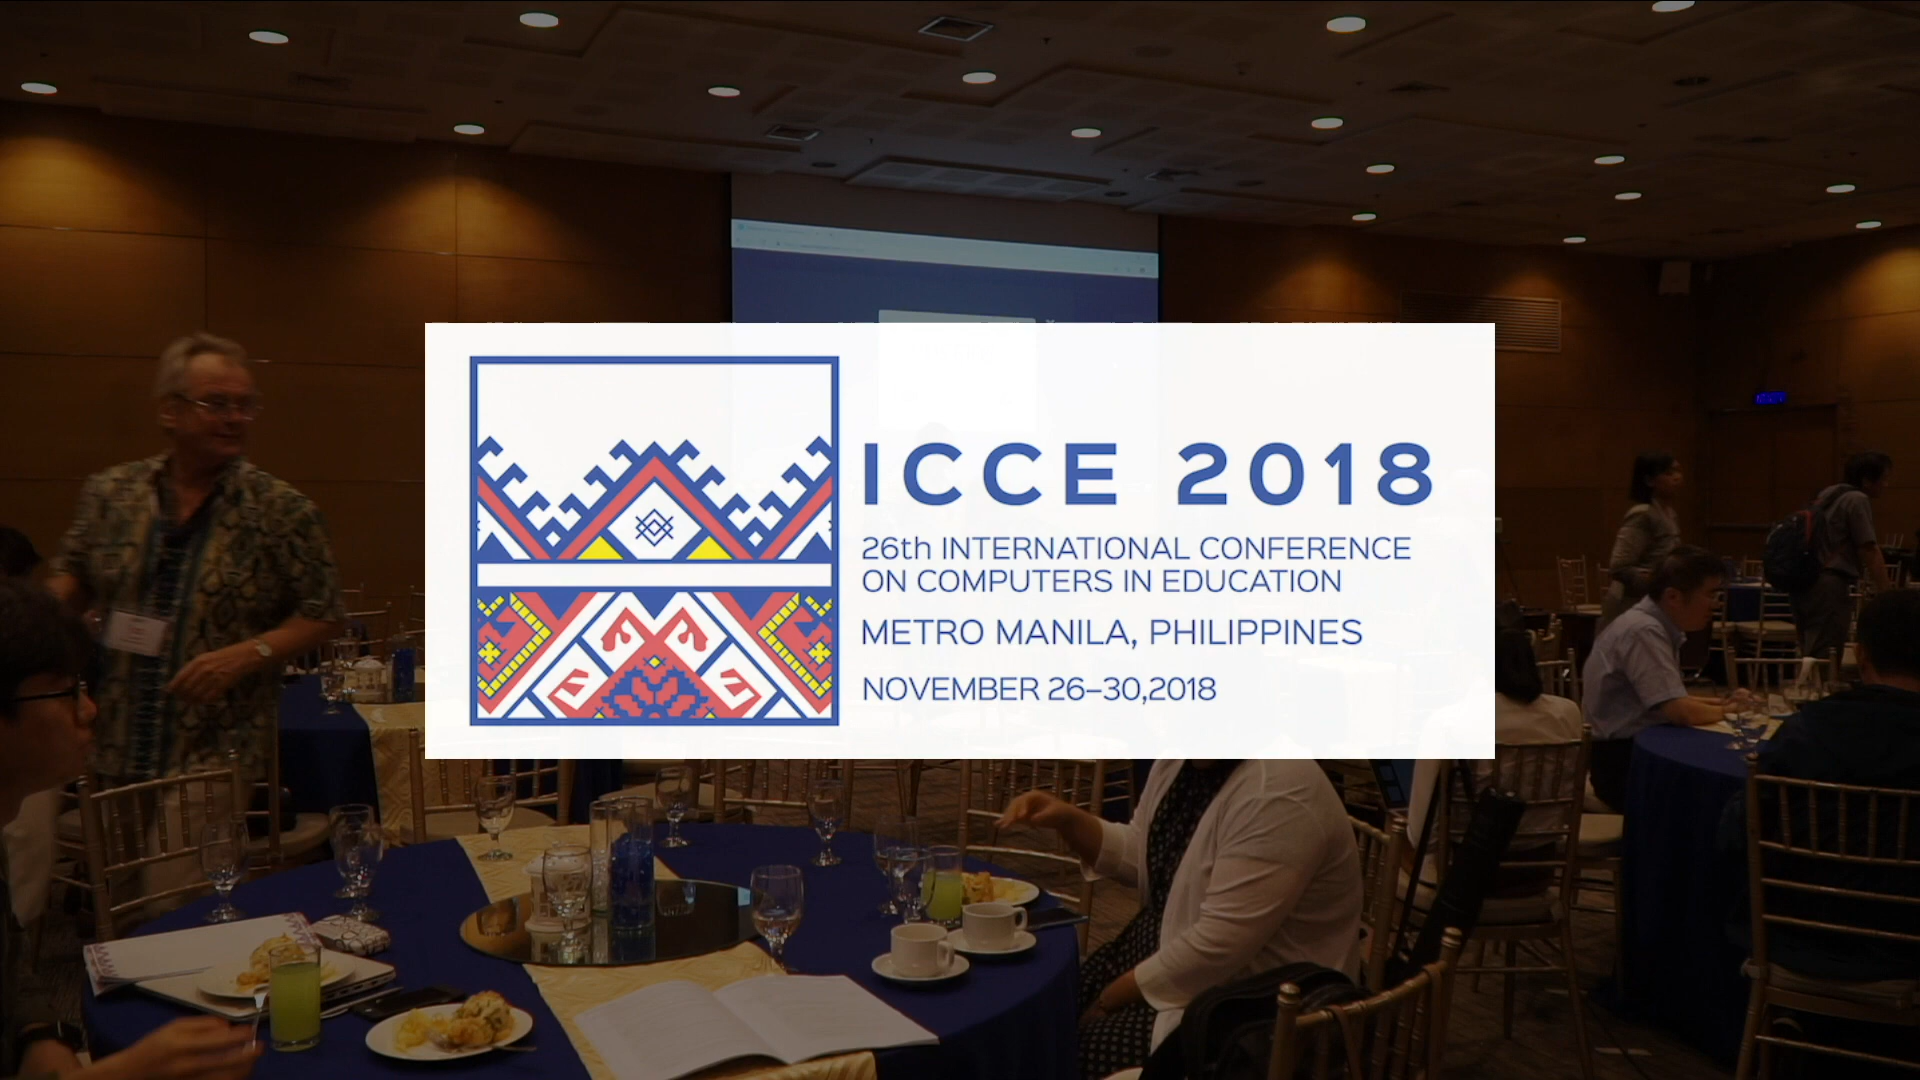 ICCE 2018
26th INTERNATIONAL CONFERENCE
ON COMPUTERS IN EDUCATION
METRO MANILA, PHILIPPINES
NOVEMBER 26–30,2018